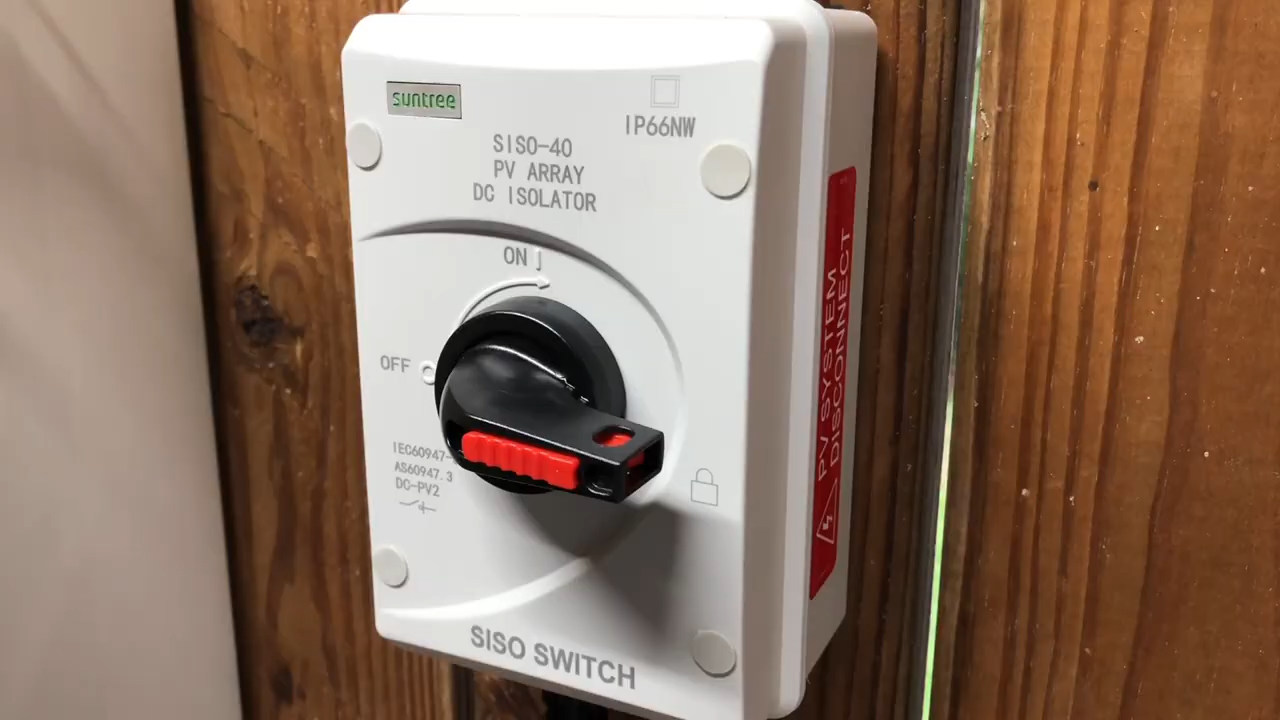 suntree
IP66NW
SISO-40
PV ARRAY
DC ISOLATOR
ON
OFF
IEC60947-
AS60947.3
DC-PV2
SISO SWITCH
PV SYSTEM
DISCONNECT